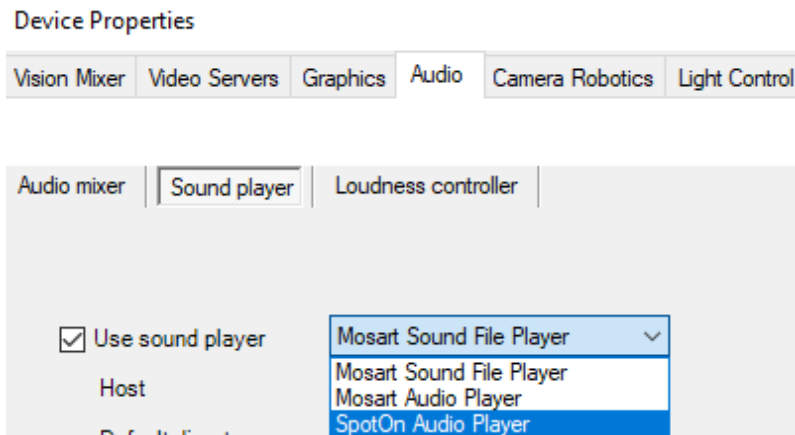 Device Properties
Vision Mixer Video Servers Graphics Audio Camera Robotics Light Control
Audio mixer Sound player Loudness controller
Use sound player Mosart Sound File Player
Mosart Sound File Player
Host
Mosart Audio Player
SpotOn Audio Player